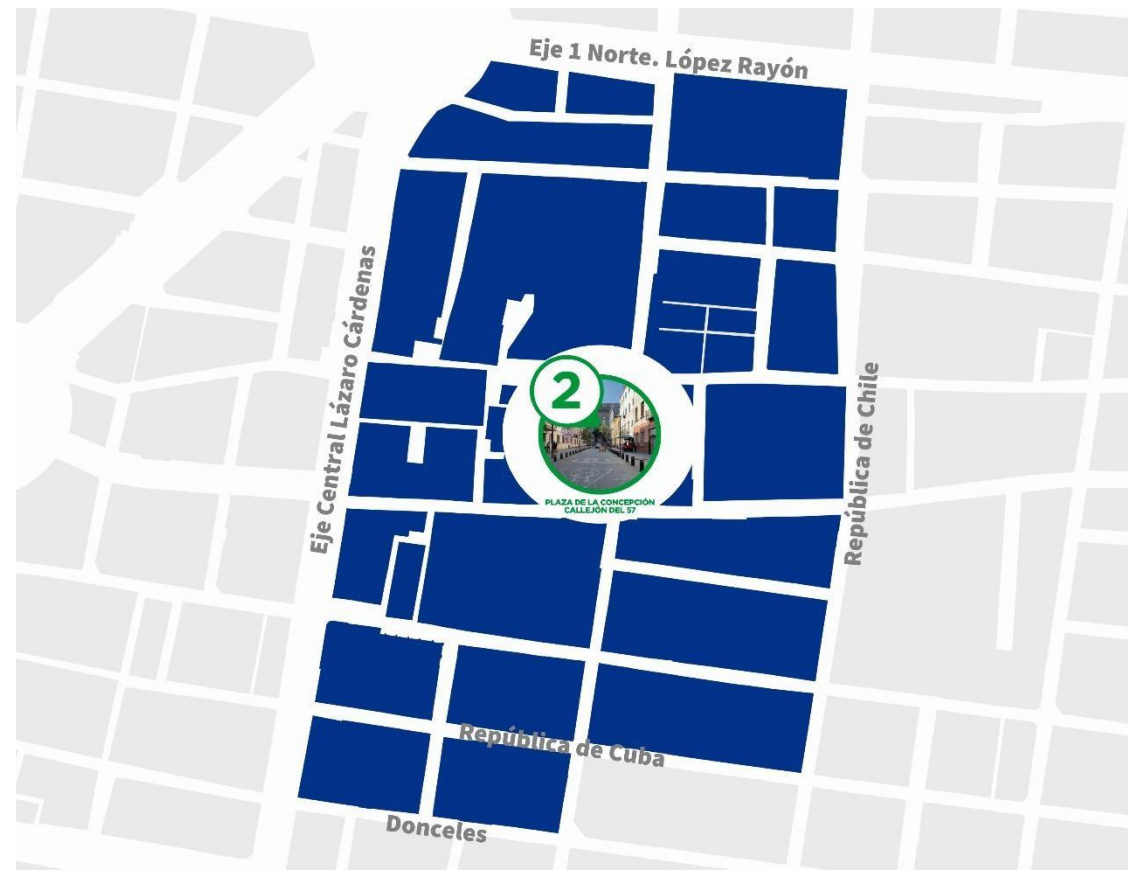 Eje 1 Norte. López Rayón
Eje Central Lázaro Cárdenas
República de Chile
2
PLAZA DE LA CONCEPCIÓN
CALLEJÓN DEL 57
República de Cuba
Donceles